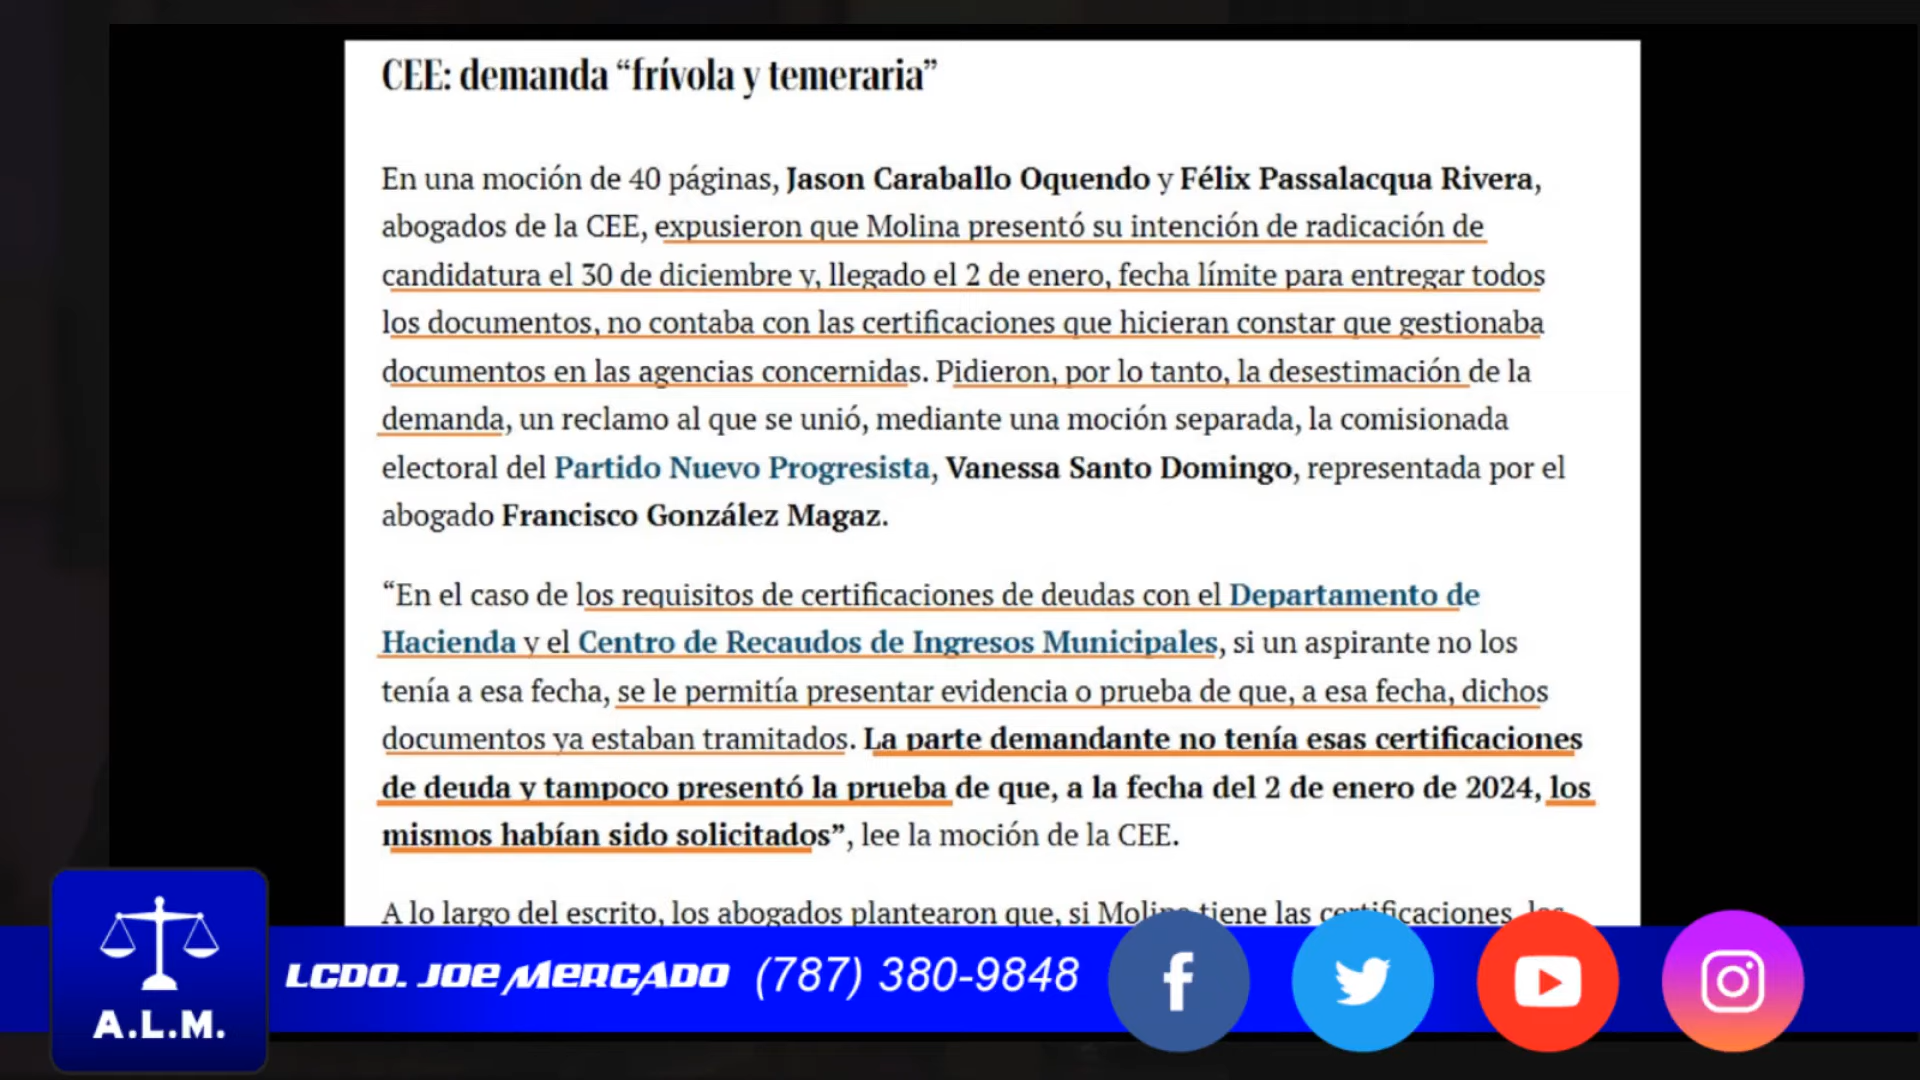 CEE: demanda “frívola y temeraria”
En una moción de 40 páginas, Jason Caraballo Oquendo y Félix Passalacqua Rivera,
abogados de la CEE, expusieron que Molina presentó su intención de radicación de
candidatura el 30 de diciembre y, llegado el 2 de enero, fecha límite para entregar todos
los documentos, no contaba con las certificaciones que hicieran constar que gestionaba
documentos en las agencias concernidas. Pidieron, por lo tanto, la desestimación de la
demanda, un reclamo al que se unió, mediante una moción separada, la comisionada
electoral del Partido Nuevo Progresista, Vanessa Santo Domingo, representada por el
abogado Francisco González Magaz.
“En el caso de los requisitos de certificaciones de deudas con el Departamento de
Hacienda y el Centro de Recaudos de Ingresos Municipales, si un aspirante no los
tenía a esa fecha, se le permitía presentar evidencia o prueba de que, a esa fecha, dichos
documentos ya estaban tramitados. La parte demandante no tenía esas certificaciones
de deuda y tampoco presentó la prueba de que, a la fecha del 2 de enero de 2024, los
mismos habían sido solicitados”, lee la moción de la CEE.
A lo largo del escrito, los abogados plantearon que, si Molina tiene las certificaciones, las
LCDO. JOE MERCADO (787) 380-9848
A.L.M.